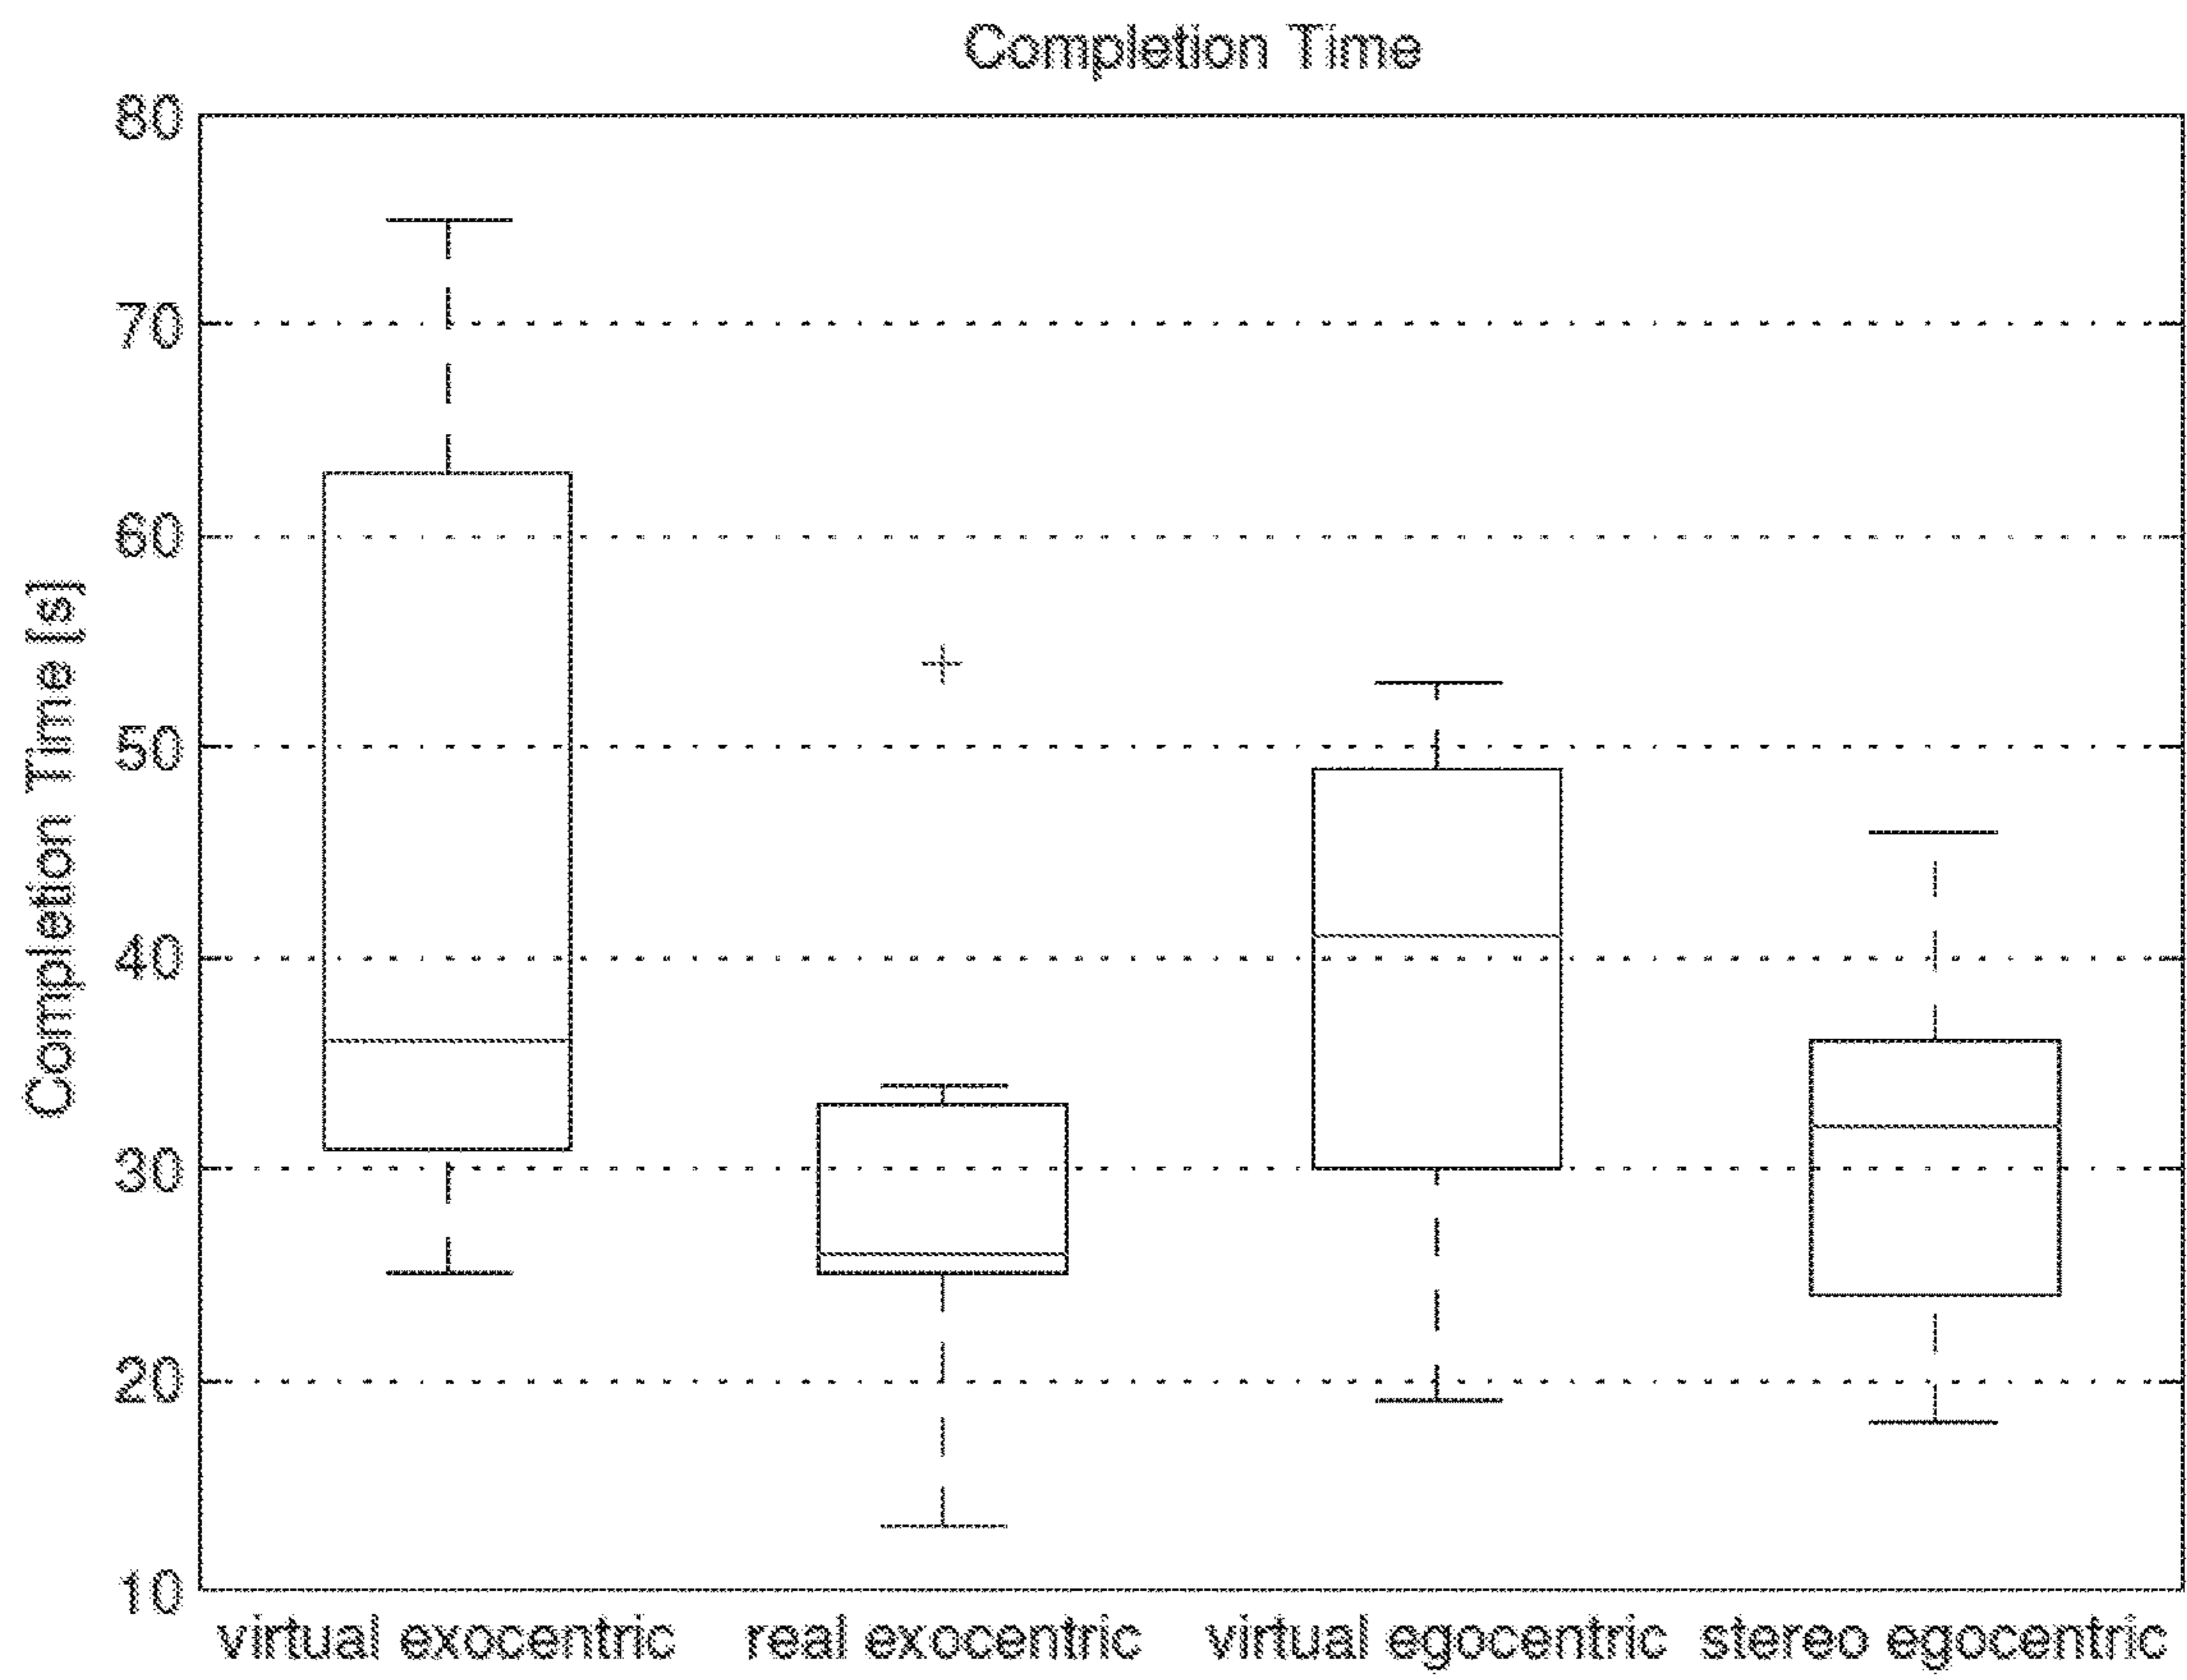 Completion Time
80
70
60
50
40
30
20
10
Completion Time [s]
virtual exocentric real exocentric virtual egocentric stereo egocentric